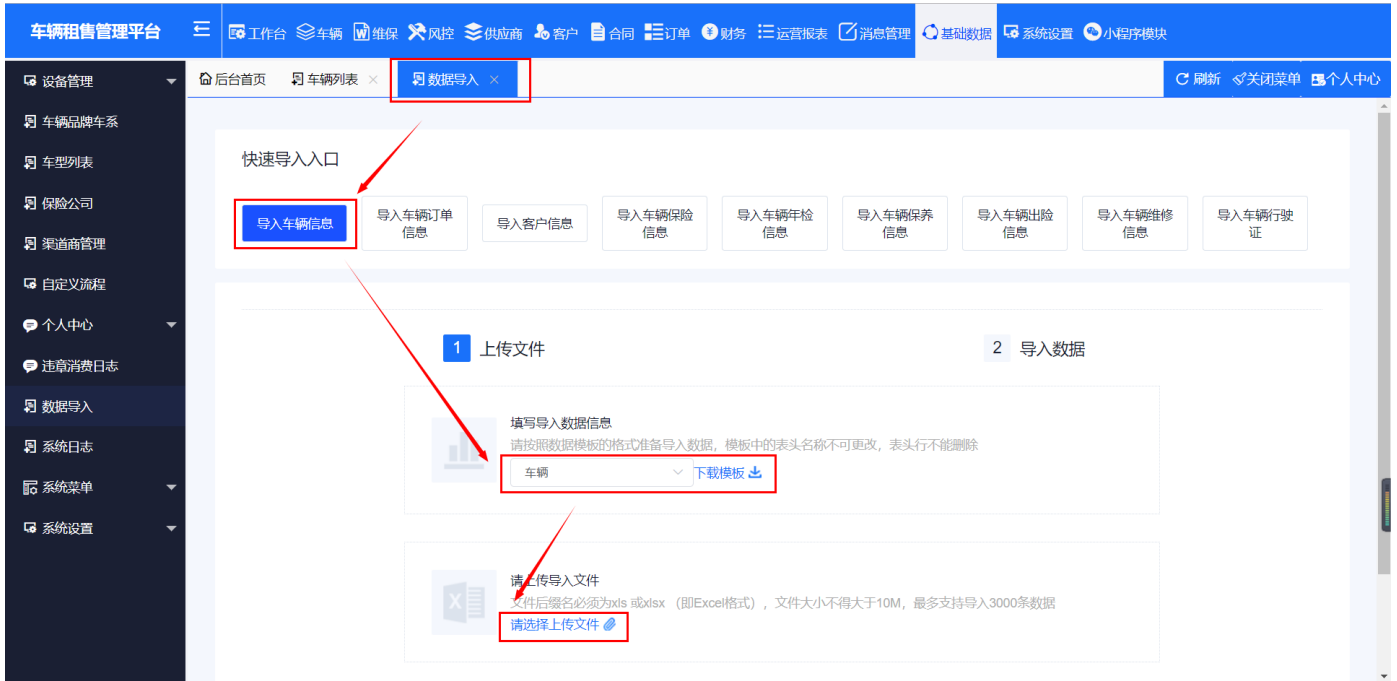 车辆租售管理平台
工作台 车辆 维保 风控 供应商 客户 合同 订单 财务 运营报表 消息管理 基础数据 系统设置 小程序模块
设备管理
车辆品牌车系
车型列表
保险公司
渠道商管理
自定义流程
个人中心
违章消费日志
数据导入
系统日志
系统菜单
系统设置
后台首页 车辆列表 × 数据导入 × 刷新 关闭菜单 个人中心
快速导入入口
导入车辆信息
导入车辆订单
信息
导入客户信息
导入车辆保险
信息
导入车辆年检
信息
导入车辆保养
信息
导入车辆出险
信息
导入车辆维修
信息
导入车辆行驶
证
1 上传文件
2 导入数据
填写导入数据信息
请按照数据模板的格式准备导入数据，模板中的表头名称不可更改，表头行不能删除
车辆 下载模板
请上传导入文件
文件后缀名必须为xls 或xlsx （即Excel格式），文件大小不得大于10M，最多支持导入3000条数据
请选择上传文件